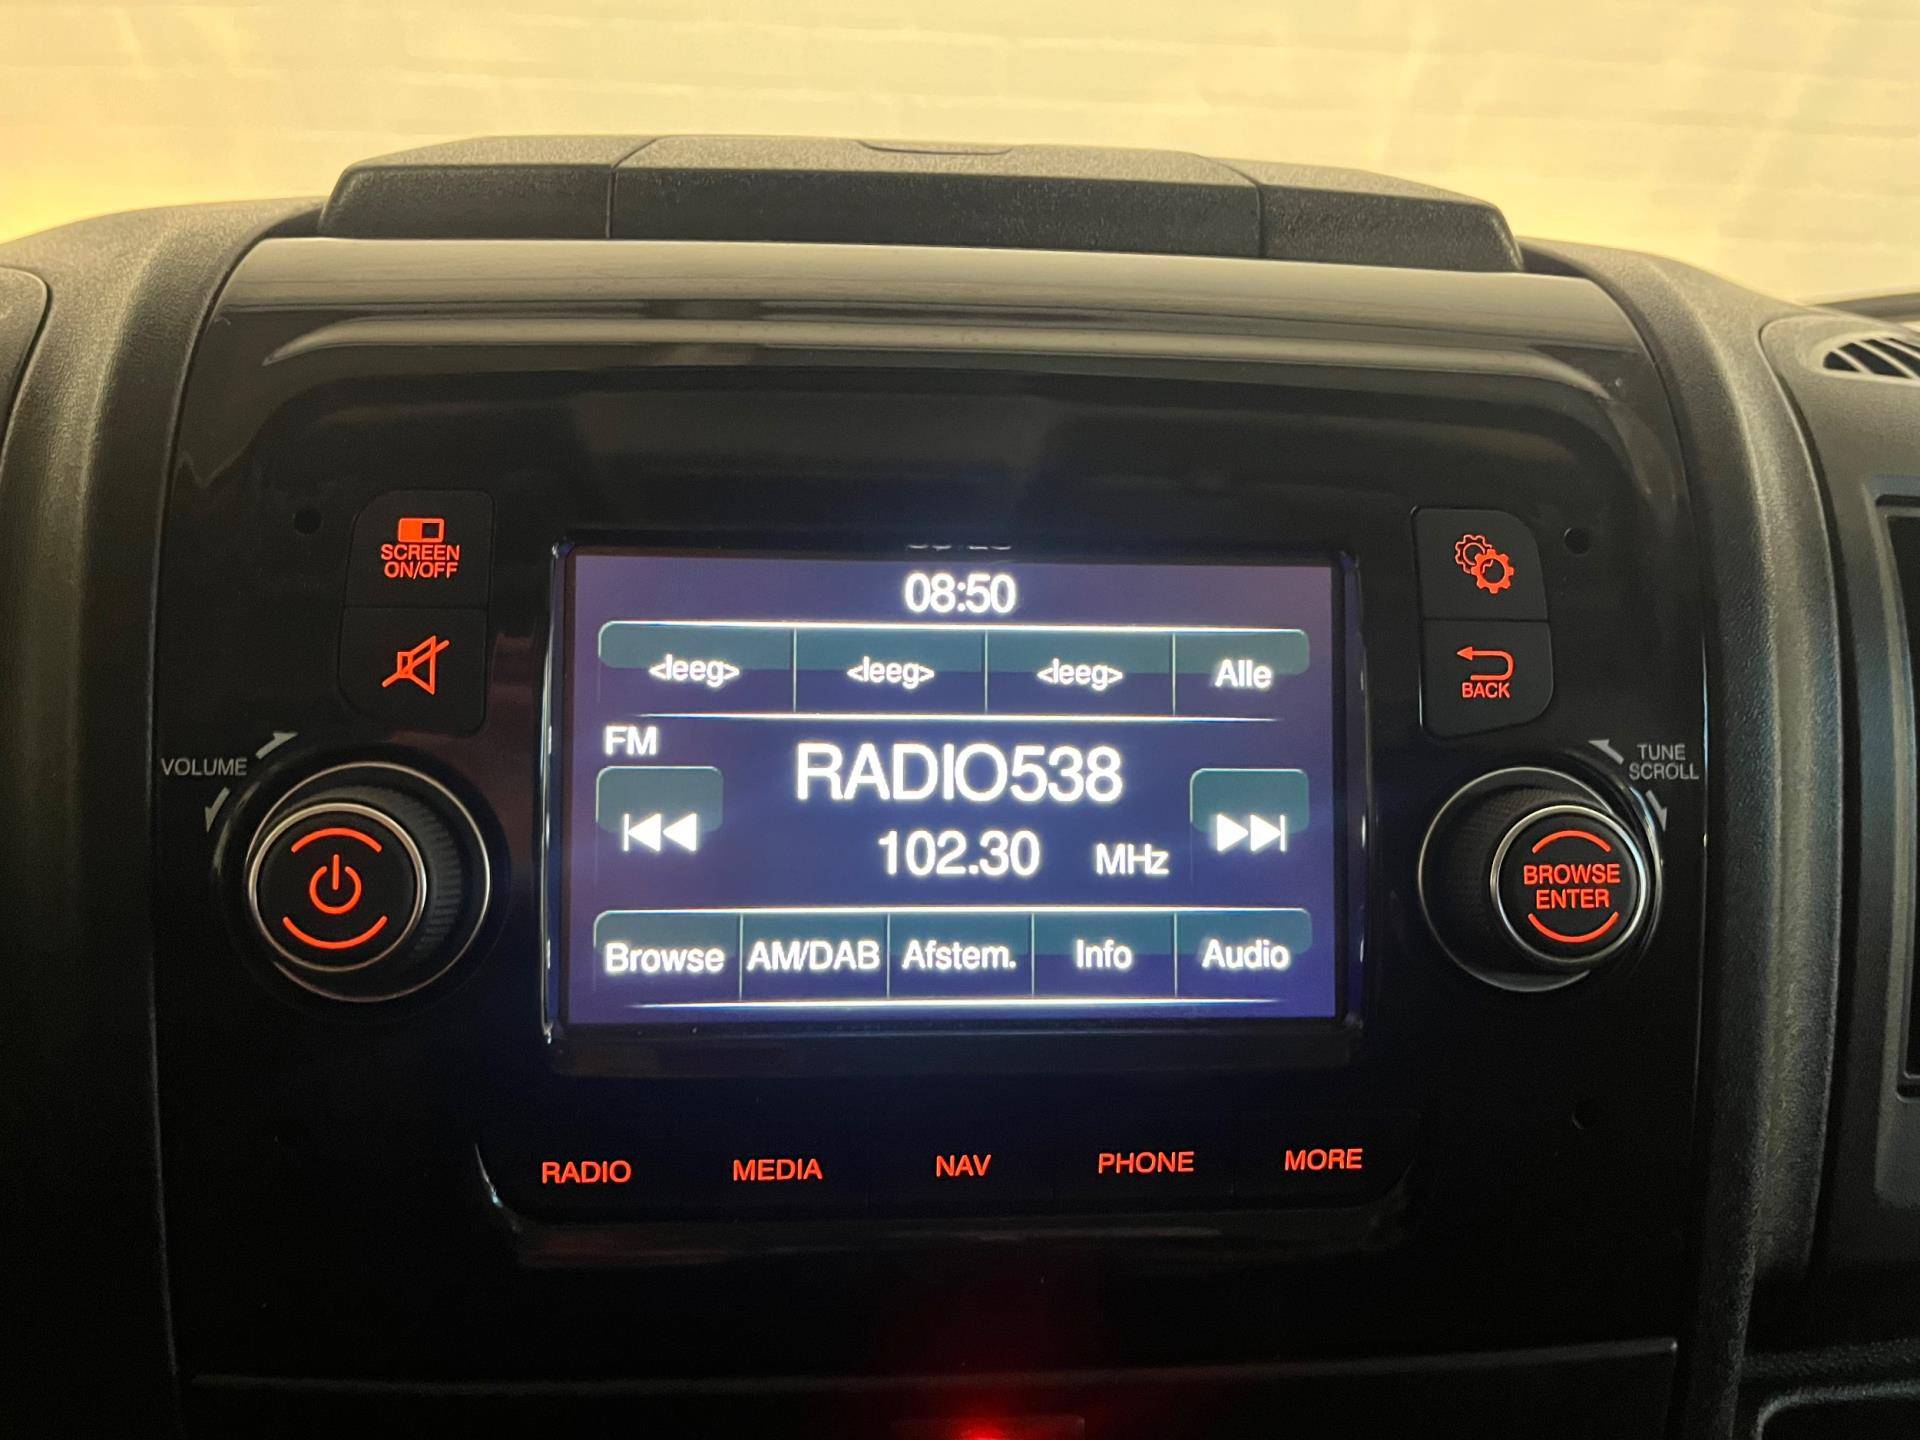 SCREEN
ON/OFF
08:50
<leeg> <leeg> <leeg> Alle
BACK
FM
RADIO538
102.30 MHz
VOLUME
TUNE
SCROLL
BROWSE
ENTER
Browse AM/DAB Afstem. Info Audio
RADIO MEDIA NAV PHONE MORE